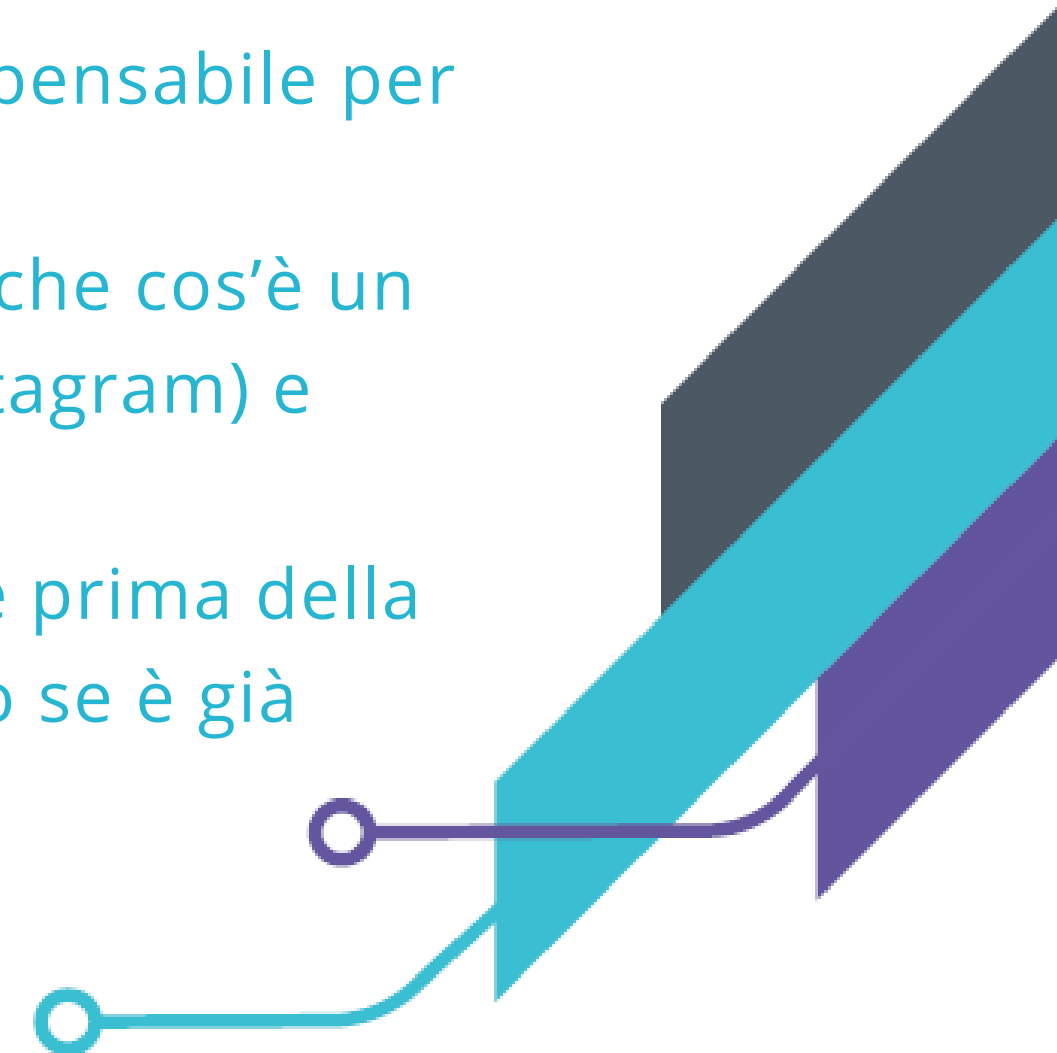 pensabile per
che cos’è un
tagram) e
e prima della
o se è già